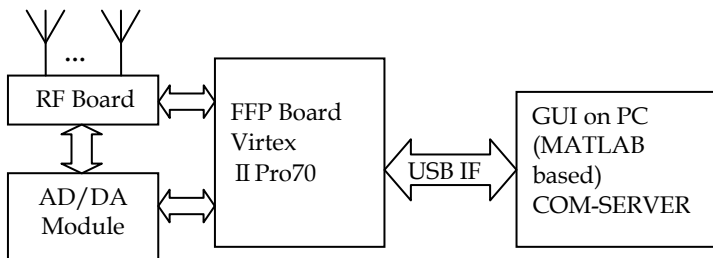 ...
RF Board
AD/DA
Module
FFP Board
Virtex
II Pro70
USB IF
GUI on PC
(MATLAB
based)
COM-SERVER